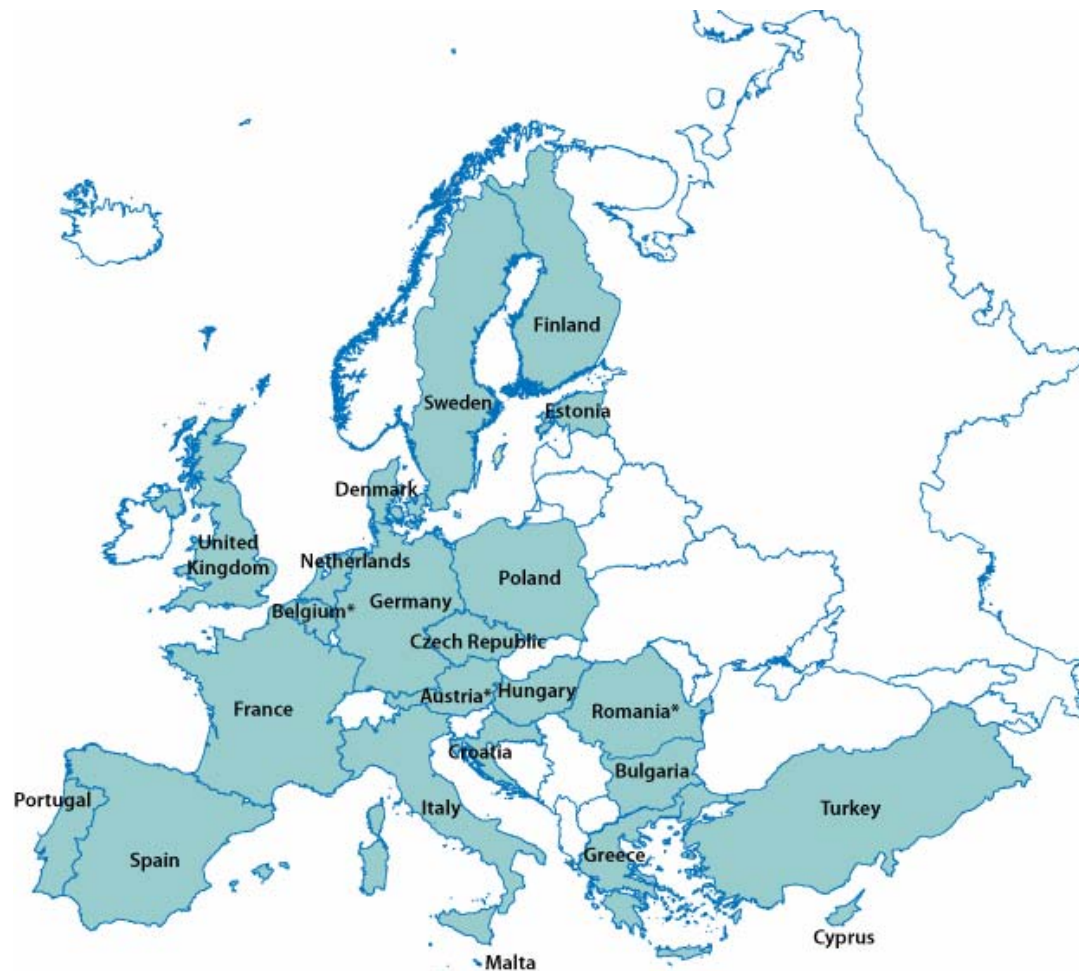 Finland
Sweden
Estonia
Denmark
United
Kingdom
Netherlands
Poland
Belgium*
Germany
Czech Republic
Austria*
Hungary
France
Romania*
Croatia
Bulgaria
Portugal
Italy
Turkey
Spain
Greece
Cyprus
Malta